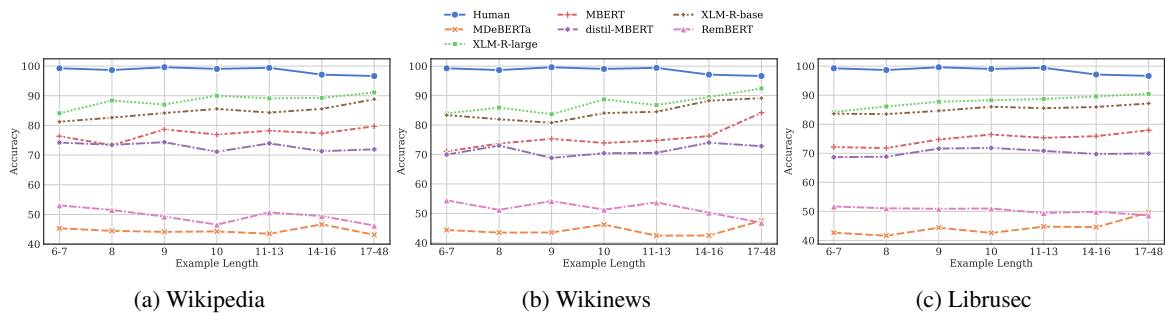 Human MBERT XLM-R-base
MDeBERTa distil-MBERT RemBERT
XLM-R-large
100
90
80
70
60
50
40
Accuracy
6-7 8 9 10 11-13 14-16 17-48
Example Length
(a) Wikipedia
100
90
80
70
60
50
40
Accuracy
6-7 8 9 10 11-13 14-16 17-48
Example Length
(b) Wikinews
100
90
80
70
60
50
40
Accuracy
6-7 8 9 10 11-13 14-16 17-48
Example Length
(c) Librusec